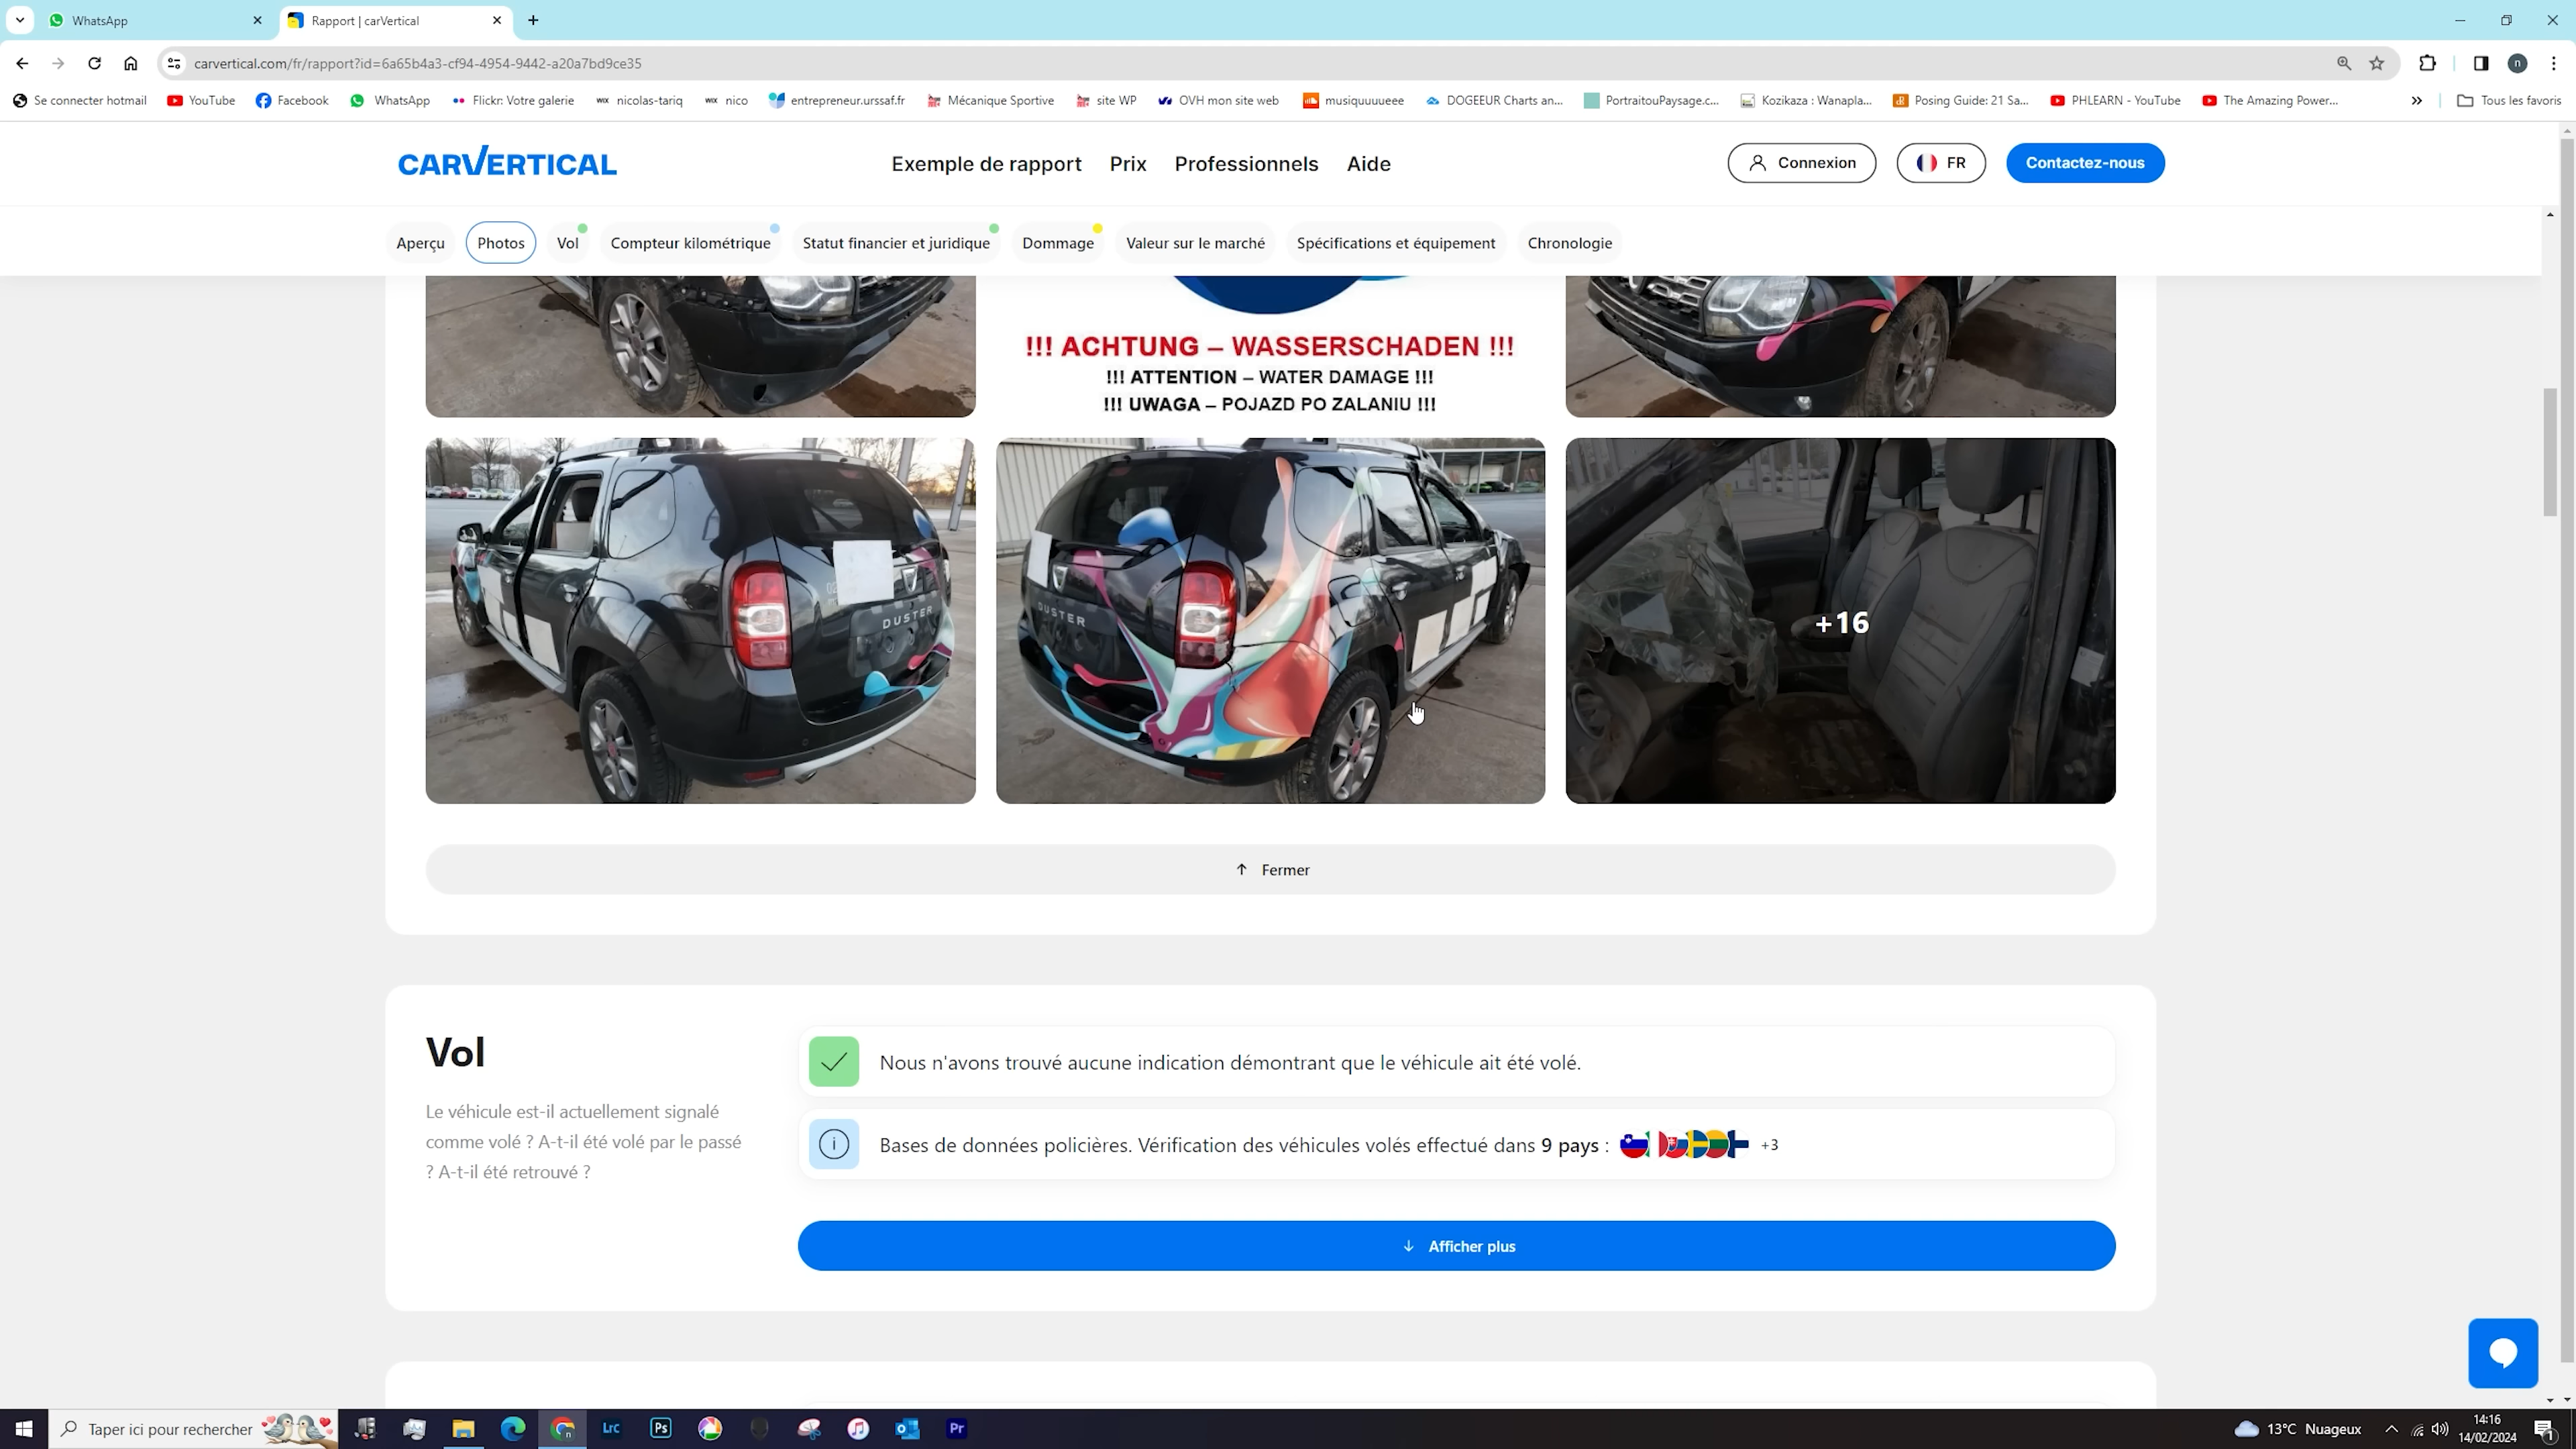 WhatsApp
Rapport | carVertical
carvertical.com/fr/rapport?id=6a65b4a3-cf94-4954-9442-a20a7bd9ce35
n
Se connecter hotmail
YouTube
Facebook
WhatsApp
Flickr: Votre galerie
WIX nicolas-tariq
WIX nico
entrepreneur.urssaf.fr
Mécanique Sportive
site WP
OVH mon site web
musiquuuueee
DOGEEUR Charts an...
PortraitouPaysage.c...
Kozikaza : Wanapla...
Posing Guide: 21 Sa...
PHLEARN - YouTube
The Amazing Power...
Tous les favoris
CARVERTICAL
Exemple de rapport
Prix
Professionnels
Aide
Connexion
FR
Contactez-nous
Aperçu
Photos
Vol
Compteur kilométrique
Statut financier et juridique
Dommage
Valeur sur le marché
Spécifications et équipement
Chronologie
!!! ACHTUNG – WASSERSCHADEN !!!
!!! ATTENTION – WATER DAMAGE !!!
!!! UWAGA – POJAZD PO ZALANIU !!!
DUSTER
DUSTER
+16
Fermer
Vol
Le véhicule est-il actuellement signalé
comme volé ? A-t-il été volé par le passé
? A-t-il été retrouvé ?
Nous n'avons trouvé aucune indication démontrant que le véhicule ait été volé.
Bases de données policières. Vérification des véhicules volés effectué dans 9 pays : +3
Afficher plus
Taper ici pour rechercher
Lrc
Ps
Pr
13°C Nuageux
14:16
14/02/2024
1